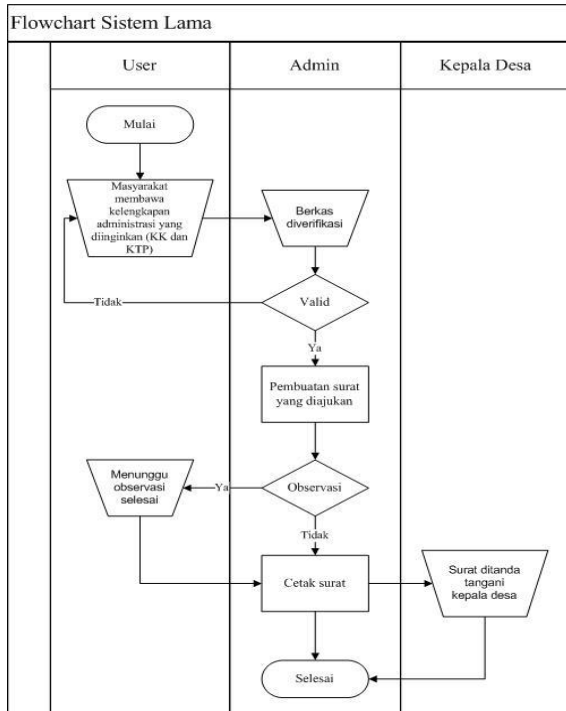 Flowchart Sistem Lama
User
Admin
Kepala Desa
Mulai
Masyarakat
membawa
kelengkapan
administrasi yang
diinginkan (KK dan
KTP)
Berkas
diverifikasi
Valid
Tidak
Ya
Pembuatan surat
yang diajukan
Observasi
Ya
Menunggu
observasi
selesai
Tidak
Cetak surat
Surat ditanda
tangani
kepala desa
Selesai